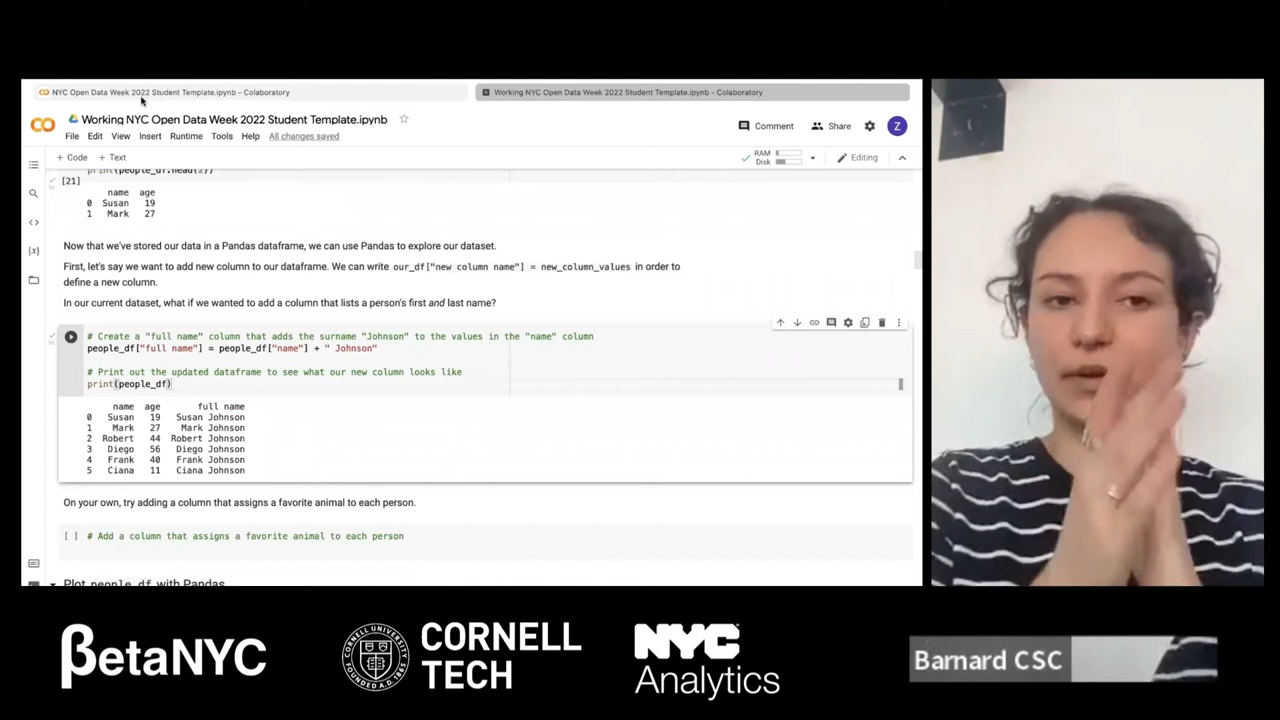 NYC Open Data Week 2022 Student Template.ipynb - Colaboratory
Working NYC Open Data Week 2022 Student Template.ipynb - Colaboratory
Working NYC Open Data Week 2022 Student Template.ipynb
Comment Share Z
File Edit View Insert Runtime Tools Help All changes saved
+ Code + Text RAM Disk Editing
print(people_df.head(2))
[21]
name age
0 Susan 19
1 Mark 27
Now that we've stored our data in a Pandas dataframe, we can use Pandas to explore our dataset.
First, let's say we want to add new column to our dataframe. We can write our_df["new column name"] = new_column_values in order to
define a new column.
In our current dataset, what if we wanted to add a column that lists a person's first and last name?
# Create a "full name" column that adds the surname "Johnson" to the values in the "name" column
people_df["full name"] = people_df["name"] + " Johnson"
# Print out the updated dataframe to see what our new column looks like
print(people_df)
name age full name
0 Susan 19 Susan Johnson
1 Mark 27 Mark Johnson
2 Robert 44 Robert Johnson
3 Diego 56 Diego Johnson
4 Frank 40 Frank Johnson
5 Ciana 11 Ciana Johnson
On your own, try adding a column that assigns a favorite animal to each person.
[ ] # Add a column that assigns a favorite animal to each person
Plot people_df with Pandas
βetaNYC
CORNELL
TECH
NYC
Analytics
Barnard CSC